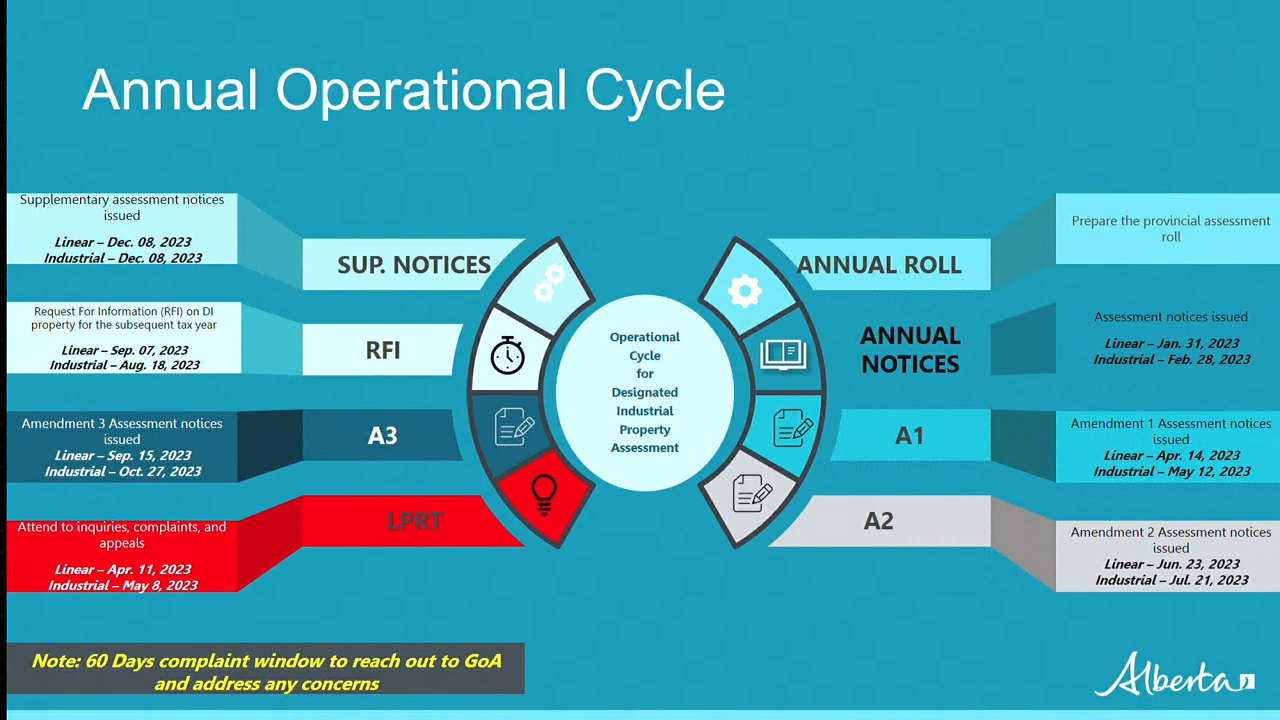 Annual Operational Cycle
Supplementary assessment notices
issued
Linear – Dec. 08, 2023
Industrial – Dec. 08, 2023
SUP. NOTICES
Request For Information (RFI) on DI
property for the subsequent tax year
Linear – Sep. 07, 2023
Industrial – Aug. 18, 2023
RFI
Amendment 3 Assessment notices
issued
Linear – Sep. 15, 2023
Industrial – Oct. 27, 2023
A3
Attend to inquiries, complaints, and
appeals
Linear – Apr. 11, 2023
Industrial – May 8, 2023
LPRT
Operational
Cycle
for
Designated
Industrial
Property
Assessment
ANNUAL ROLL
Prepare the provincial assessment
roll
ANNUAL
NOTICES
Assessment notices issued
Linear – Jan. 31, 2023
Industrial – Feb. 28, 2023
A1
Amendment 1 Assessment notices
issued
Linear – Apr. 14, 2023
Industrial – May 12, 2023
A2
Amendment 2 Assessment notices
issued
Linear – Jun. 23, 2023
Industrial – Jul. 21, 2023
Note: 60 Days complaint window to reach out to GoA
and address any concerns
Alberta